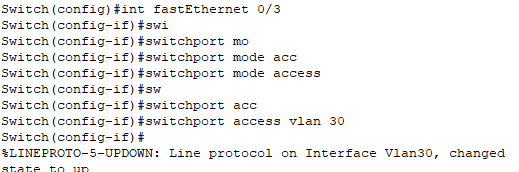 Switch(config)#int fastEthernet 0/3
Switch(config-if)#swi
Switch(config-if)#switchport mo
Switch(config-if)#switchport mode acc
Switch(config-if)#switchport mode access
Switch(config-if)#sw
Switch(config-if)#switchport acc
Switch(config-if)#switchport access vlan 30
Switch(config-if)#
%LINEPROTO-5-UPDOWN: Line protocol on Interface Vlan30, changed
state to up